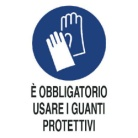 È OBBLIGATORIO
USARE I GUANTI
PROTETTIVI